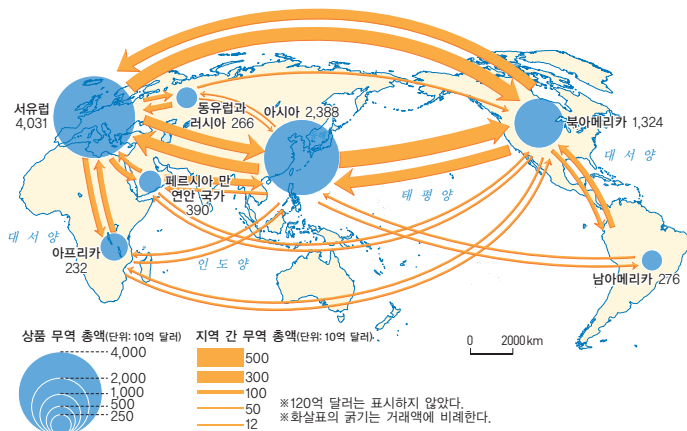 서유럽
4,031
동유럽과
러시아 266
아시아 2,388
북아메리카 1,324
대서양
페르시아 만
연안 국가
390
태평양
대서양
아프리카
232
인도양
남아메리카 276
상품 무역 총액(단위: 10억 달러)
4,000
2,000
1,000
500
250
지역 간 무역 총액(단위: 10억 달러)
500
300
100
50
12
0 2000km
※120억 달러는 표시하지 않았다.
※화살표의 굵기는 거래액에 비례한다.